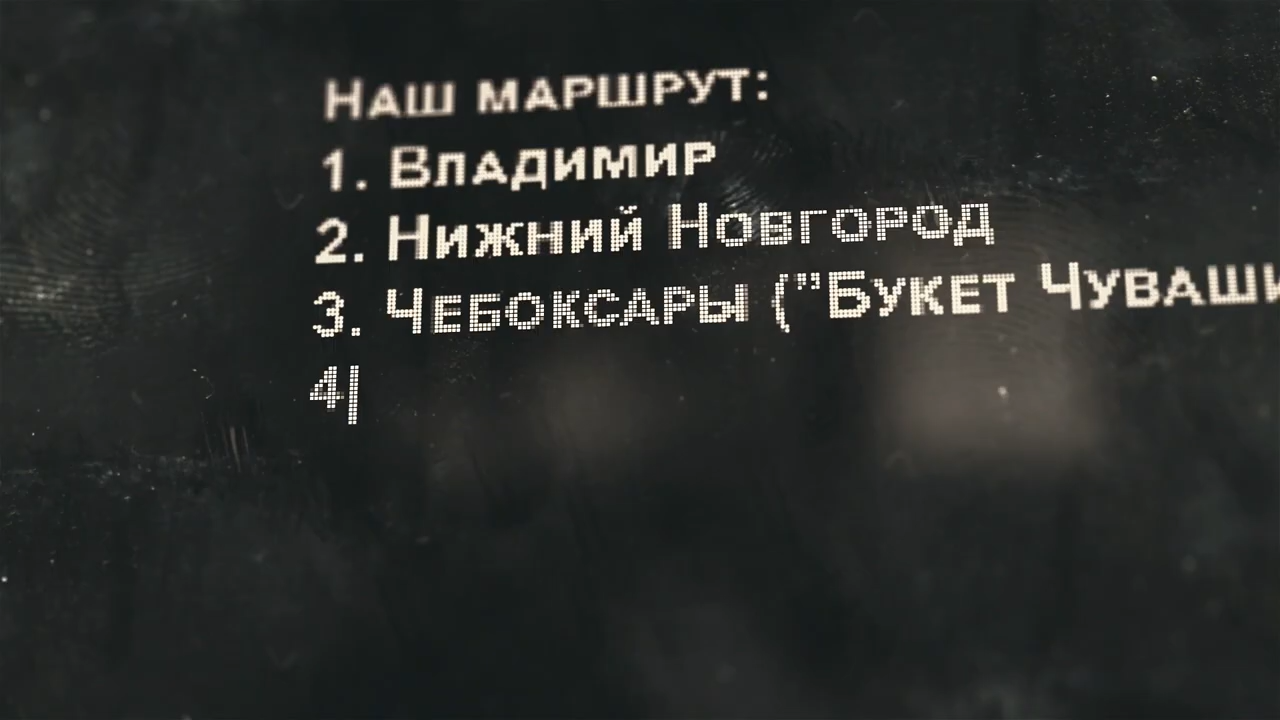 Наш маршрут:
1. Владимир
2. Нижний Новгород
3. Чебоксары ("Букет Чуваши
4